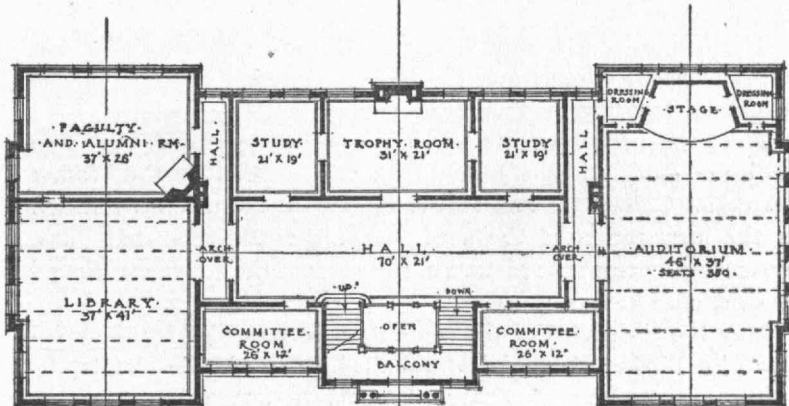 ·FACULTY·
·AND·ALUMNI·RM·
37' X 26'
HALL
STUDY·
21' X 19'
TROPHY·ROOM·
31' X 21'
STUDY
21' X 19'
HALL
DRESSING
ROOM
·STAGE·
DRESSING
ROOM
ARCH
OVER
·HALL·
70' X 21'
ARCH
OVER
·AUDITORIUM·
46' X 37'
·SEATS·350·
·LIBRARY·
37' X 41'
·UP·
DOWN
COMMITTEE·
ROOM
26' X 12'
OPEN
BALCONY
COMMITTEE·
ROOM
26' X 12"